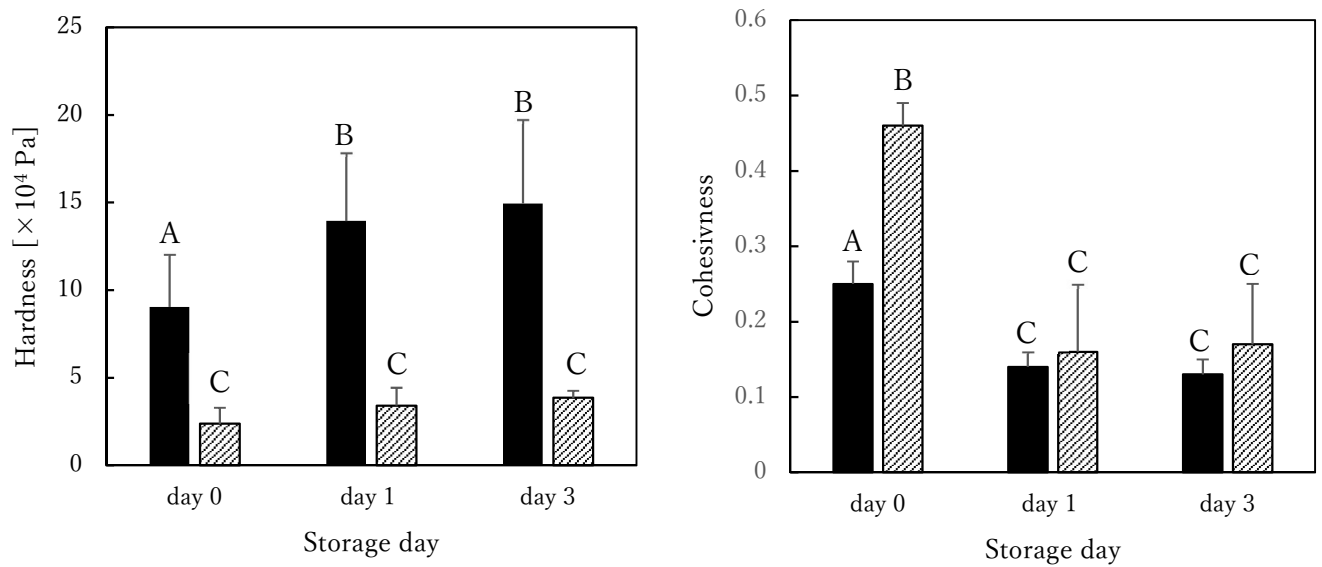 25
20
15
10
5
0
Hardness [×10⁴ Pa]
A
C
B
C
B
C
day 0
day 1
day 3
Storage day
0.6
0.5
0.4
0.3
0.2
0.1
0
Cohesivness
A
B
C
C
C
C
day 0
day 1
day 3
Storage day